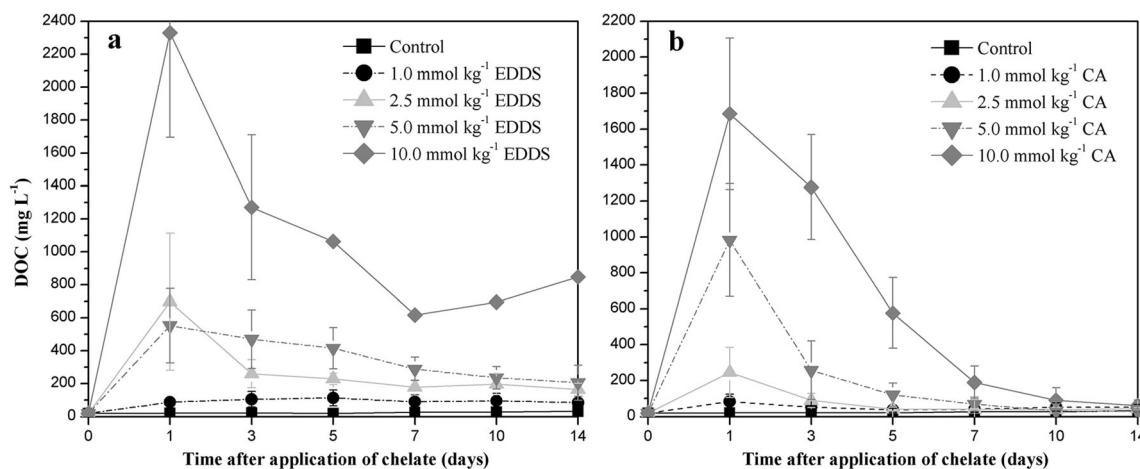 a
DOC (mg L⁻¹)
2400
2200
2000
1800
1600
1400
1200
1000
800
600
400
200
0
Control
1.0 mmol kg⁻¹ EDDS
2.5 mmol kg⁻¹ EDDS
5.0 mmol kg⁻¹ EDDS
10.0 mmol kg⁻¹ EDDS
0 1 3 5 7 10 14
Time after application of chelate (days)
b
2200
2000
1800
1600
1400
1200
1000
800
600
400
200
0
Control
1.0 mmol kg⁻¹ CA
2.5 mmol kg⁻¹ CA
5.0 mmol kg⁻¹ CA
10.0 mmol kg⁻¹ CA
0 1 3 5 7 10 14
Time after application of chelate (days)